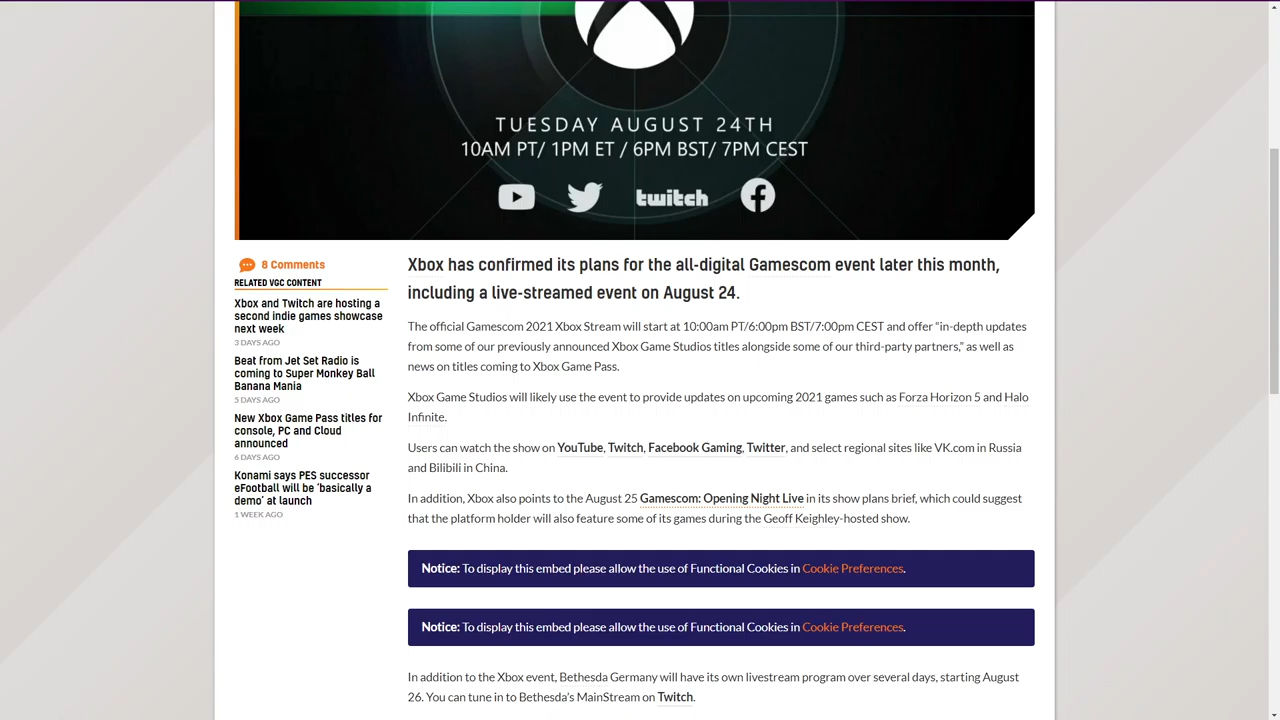 TUESDAY AUGUST 24TH
10AM PT/ 1PM ET / 6PM BST/ 7PM CEST
twitch
8 Comments
RELATED VGC CONTENT
Xbox and Twitch are hosting a
second indie games showcase
next week
3 DAYS AGO
Beat from Jet Set Radio is
coming to Super Monkey Ball
Banana Mania
5 DAYS AGO
New Xbox Game Pass titles for
console, PC and Cloud
announced
6 DAYS AGO
Konami says PES successor
eFootball will be ‘basically a
demo’ at launch
1 WEEK AGO
Xbox has confirmed its plans for the all-digital Gamescom event later this month,
including a live-streamed event on August 24.
The official Gamescom 2021 Xbox Stream will start at 10:00am PT/6:00pm BST/7:00pm CEST and offer “in-depth updates
from some of our previously announced Xbox Game Studios titles alongside some of our third-party partners,” as well as
news on titles coming to Xbox Game Pass.
Xbox Game Studios will likely use the event to provide updates on upcoming 2021 games such as Forza Horizon 5 and Halo
Infinite.
Users can watch the show on YouTube, Twitch, Facebook Gaming, Twitter, and select regional sites like VK.com in Russia
and Bilibili in China.
In addition, Xbox also points to the August 25 Gamescom: Opening Night Live in its show plans brief, which could suggest
that the platform holder will also feature some of its games during the Geoff Keighley-hosted show.
Notice: To display this embed please allow the use of Functional Cookies in Cookie Preferences.
Notice: To display this embed please allow the use of Functional Cookies in Cookie Preferences.
In addition to the Xbox event, Bethesda Germany will have its own livestream program over several days, starting August
26. You can tune in to Bethesda’s MainStream on Twitch.